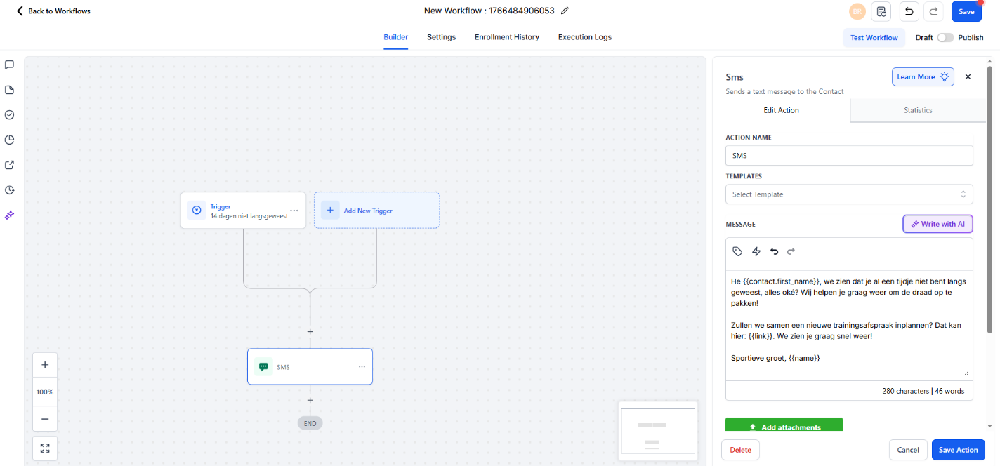 Back to Workflows
New Workflow : 1766484906053
BR
Save
Builder
Settings
Enrollment History
Execution Logs
Test Workflow
Draft
Publish
Sms
Learn More
Sends a text message to the Contact
Edit Action
Statistics
ACTION NAME
SMS
TEMPLATES
Select Template
MESSAGE
Write with AI
He {{contact.first_name}}, we zien dat je al een tijdje niet bent langs
geweest, alles oké? Wij helpen je graag weer om de draad op te
pakken!
Zullen we samen een nieuwe trainingsafspraak inplannen? Dat kan
hier: {{link}}. We zien je graag snel weer!
Sportieve groet, {{name}}
280 characters | 46 words
Add attachments
Delete
Cancel
Save Action
Trigger
14 dagen niet langsgeweest
Add New Trigger
SMS
END
100%